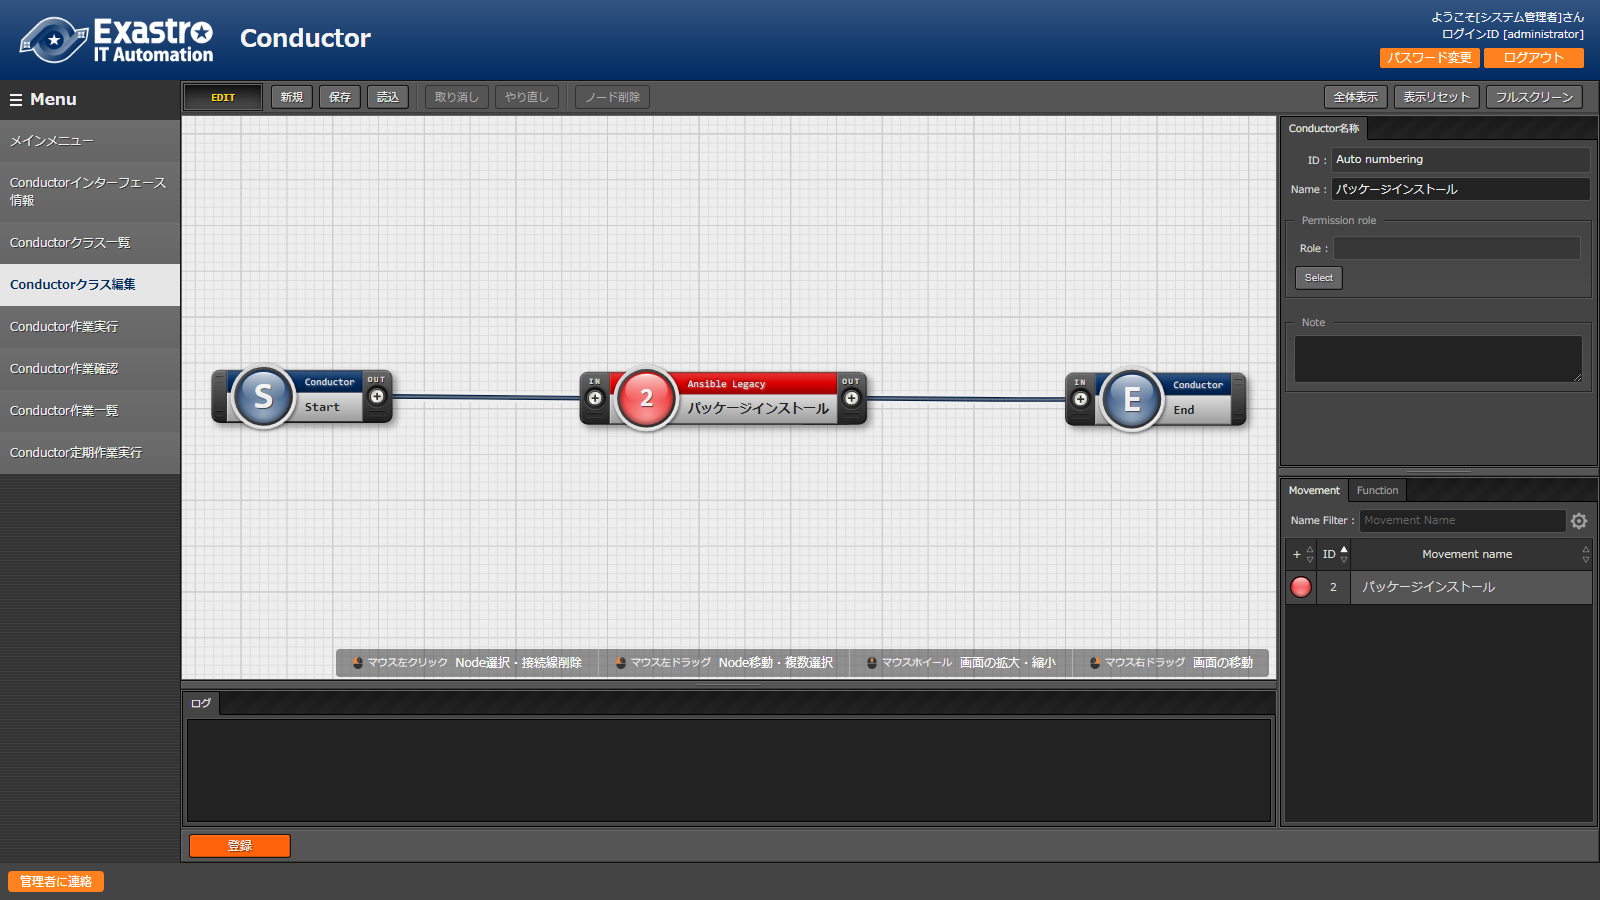 Exastro
IT Automation
Conductor
ようこそ[システム管理者]さん
ログインID [administrator]
パスワード変更
ログアウト
Menu
メインメニュー
Conductorインターフェース
情報
Conductorクラス一覧
Conductorクラス編集
Conductor作業実行
Conductor作業確認
Conductor作業一覧
Conductor定期作業実行
EDIT
新規
保存
読込
取り消し
やり直し
ノード削除
全体表示
表示リセット
フルスクリーン
S
Conductor
Start
OUT
IN
2
Ansible Legacy
パッケージインストール
OUT
IN
E
Conductor
End
マウス左クリック Node選択・接続線削除
マウス左ドラッグ Node移動・複数選択
マウスホイール 画面の拡大・縮小
マウス右ドラッグ 画面の移動
Conductor名称
ID : Auto numbering
Name : パッケージインストール
Permission role
Role :
Select
Note
Movement
Function
Name Filter : Movement Name
+ ID Movement name
2 パッケージインストール
ログ
登録
管理者に連絡